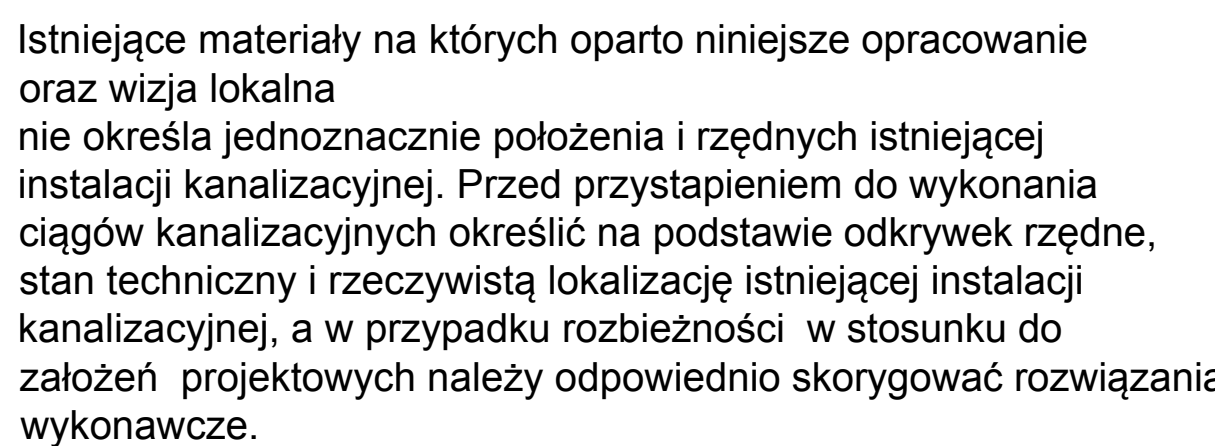 Istniejące materiały na których oparto niniejsze opracowanie
oraz wizja lokalna
nie określa jednoznacznie położenia i rzędnych istniejącej
instalacji kanalizacyjnej. Przed przystapieniem do wykonania
ciągów kanalizacyjnych określić na podstawie odkrywek rzędne,
stan techniczny i rzeczywistą lokalizację istniejącej instalacji
kanalizacyjnej, a w przypadku rozbieżności  w stosunku do
założeń  projektowych należy odpowiednio skorygować rozwiązania
wykonawcze.